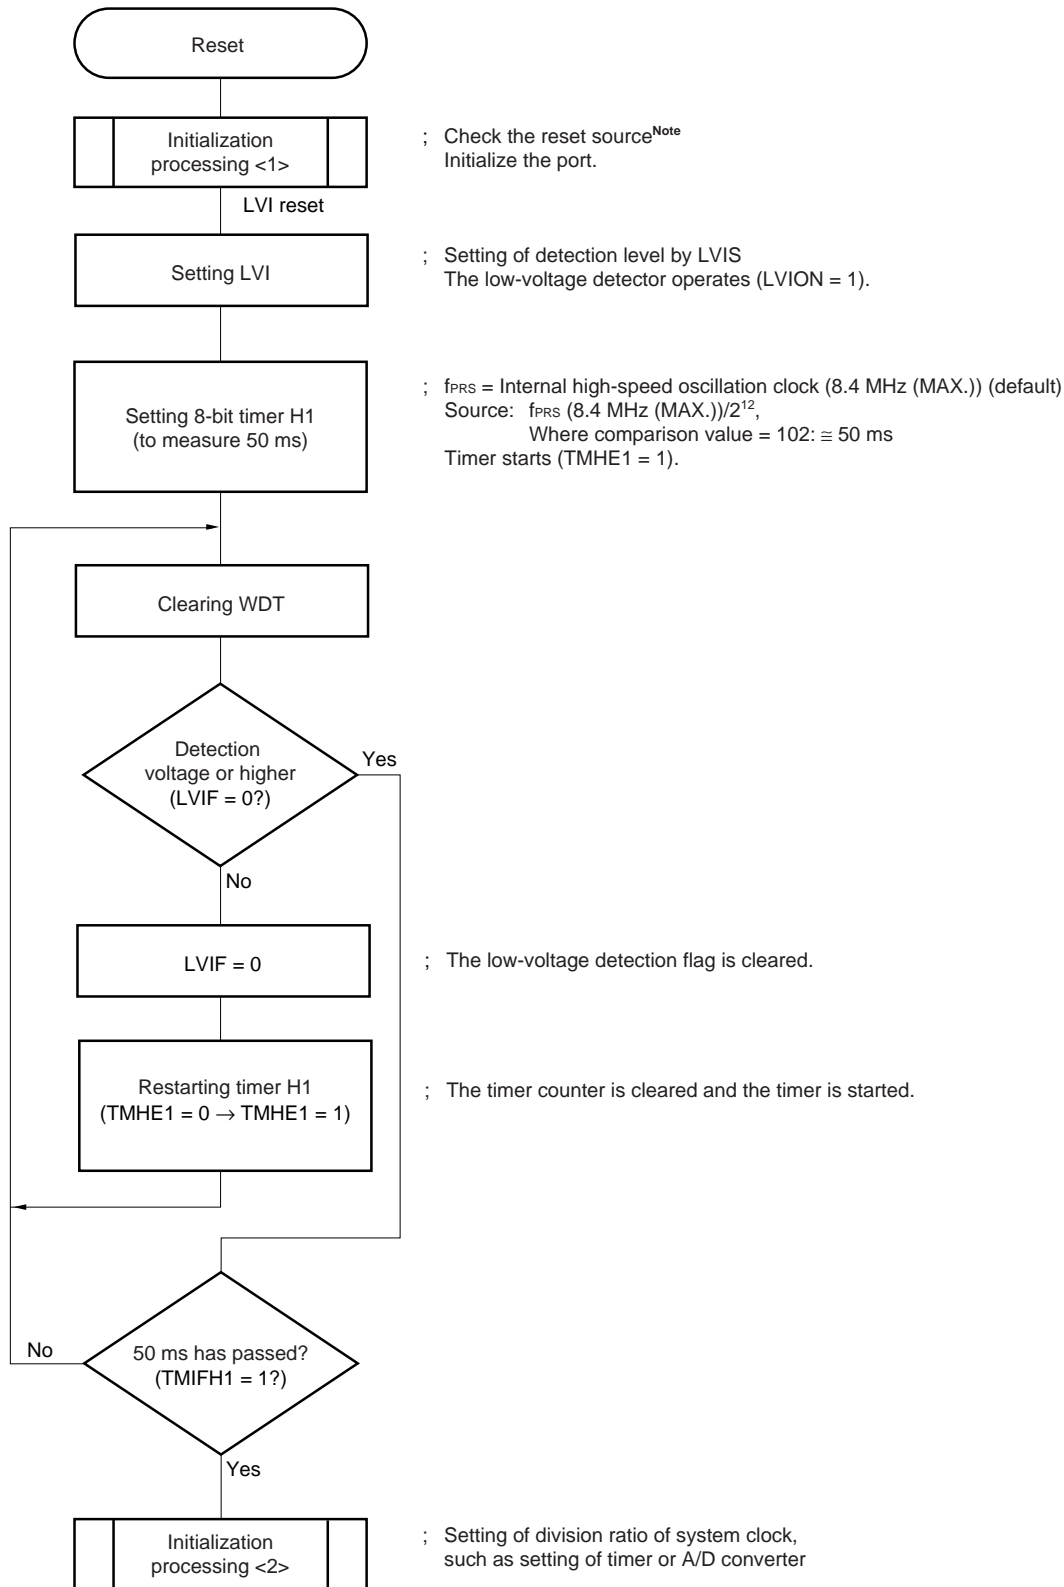 Reset
Initialization
processing <1>
; Check the reset sourceNote
Initialize the port.
LVI reset
Setting LVI
; Setting of detection level by LVIS
The low-voltage detector operates (LVION = 1).
Setting 8-bit timer H1
(to measure 50 ms)
; fPRS = Internal high-speed oscillation clock (8.4 MHz (MAX.)) (default)
Source: fPRS (8.4 MHz (MAX.))/2¹²,
Where comparison value = 102: ≅ 50 ms
Timer starts (TMHE1 = 1).
Clearing WDT
Detection
voltage or higher
(LVIF = 0?)
Yes
No
LVIF = 0
; The low-voltage detection flag is cleared.
Restarting timer H1
(TMHE1 = 0 → TMHE1 = 1)
; The timer counter is cleared and the timer is started.
No
50 ms has passed?
(TMIFH1 = 1?)
Yes
Initialization
processing <2>
; Setting of division ratio of system clock,
such as setting of timer or A/D converter